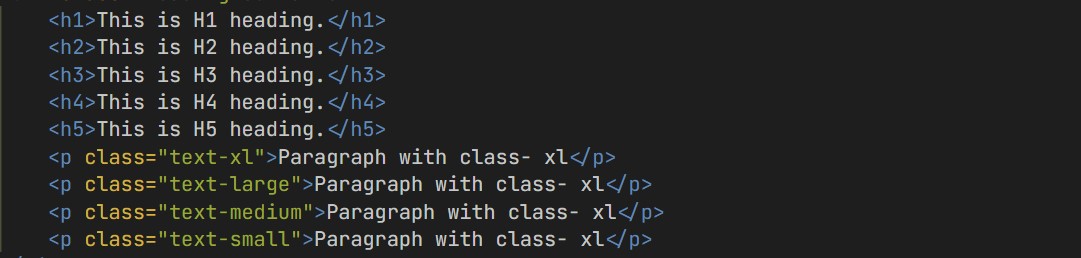 <h1>This is H1 heading.</h1>
<h2>This is H2 heading.</h2>
<h3>This is H3 heading.</h3>
<h4>This is H4 heading.</h4>
<h5>This is H5 heading.</h5>
<p class="text-xl">Paragraph with class- xl</p>
<p class="text-large">Paragraph with class- xl</p>
<p class="text-medium">Paragraph with class- xl</p>
<p class="text-small">Paragraph with class- xl</p>